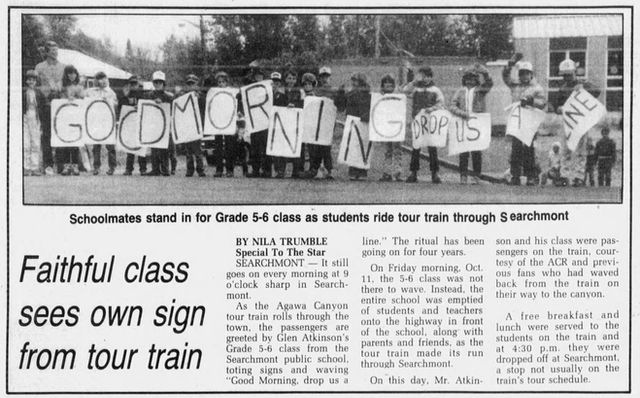 GOOD MORNING DROP US A LINE
Schoolmates stand in for Grade 5-6 class as students ride tour train through Searchmont
Faithful class
sees own sign
from tour train
BY NILA TRUMBLE
Special To The Star
SEARCHMONT — It still
goes on every morning at 9
o'clock sharp in Search-
mont.
As the Agawa Canyon
tour train rolls through the
town, the passengers are
greeted by Glen Atkinson's
Grade 5-6 class from the
Searchmont public school,
toting signs and waving
"Good Morning, drop us a
line." The ritual has been
going on for four years.
On Friday morning, Oct.
11, the 5-6 class was not
there to wave. Instead, the
entire school was emptied
of students and teachers
onto the highway in front
of the school, along with
parents and friends, as the
tour train made its run
through Searchmont.
On this day, Mr. Atkin-
son and his class were pas-
sengers on the train, cour-
tesy of the ACR and previ-
ous fans who had waved
back from the train on
their way to the canyon.
A free breakfast and
lunch were served to the
students on the train and
at 4:30 p.m. they were
dropped off at Searchmont,
a stop not usually on the
train's tour schedule.